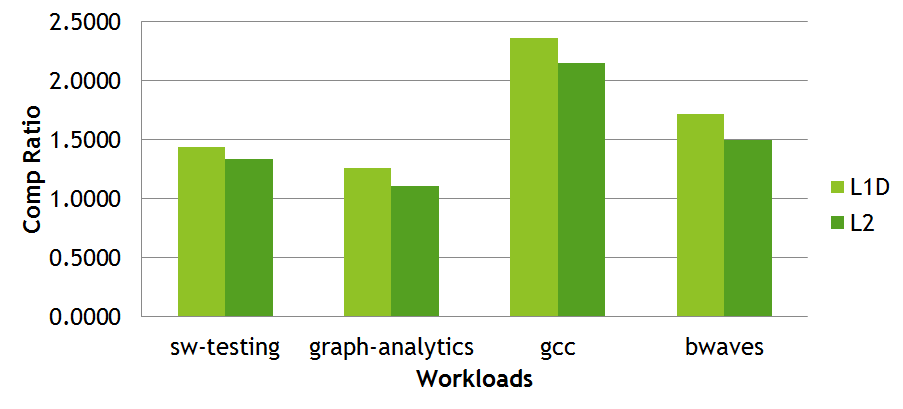 2.5000
2.0000
1.5000
1.0000
0.5000
0.0000
Comp Ratio
sw-testing graph-analytics gcc bwaves
Workloads
L1D
L2